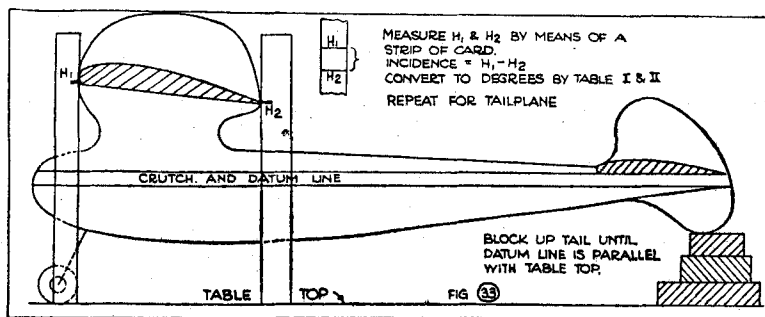 MEASURE H1 & H2 BY MEANS OF A
STRIP OF CARD.
INCIDENCE = H1-H2
CONVERT TO DEGREES BY TABLE I & II
REPEAT FOR TAILPLANE
H1
H2
H1
H2
CRUTCH. AND DATUM LINE
BLOCK UP TAIL UNTIL
DATUM LINE IS PARALLEL
WITH TABLE TOP.
TABLE TOP
FIG 33